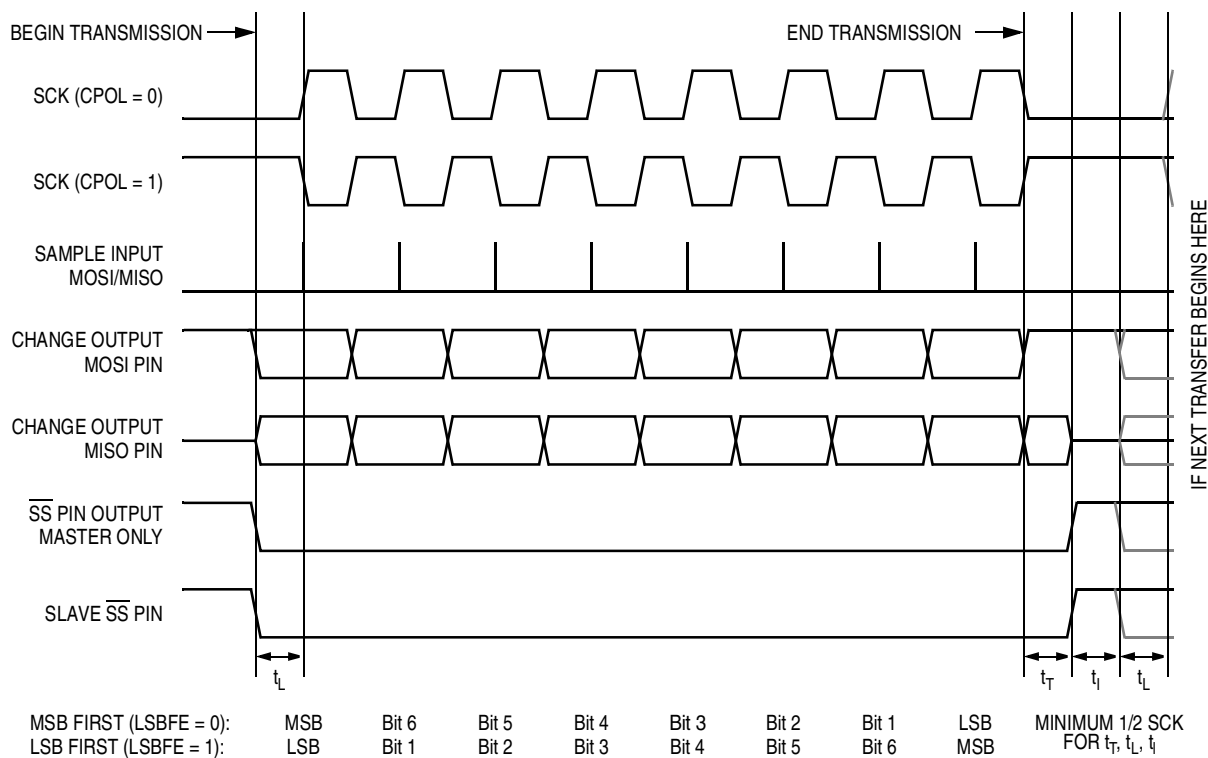 BEGIN TRANSMISSION
END TRANSMISSION
SCK (CPOL = 0)
SCK (CPOL = 1)
SAMPLE INPUT
MOSI/MISO
CHANGE OUTPUT
MOSI PIN
CHANGE OUTPUT
MISO PIN
S̅S̅ PIN OUTPUT
MASTER ONLY
SLAVE S̅S̅ PIN
IF NEXT TRANSFER BEGINS HERE
tL
tT
tI
tL
MSB FIRST (LSBFE = 0): MSB Bit 6 Bit 5 Bit 4 Bit 3 Bit 2 Bit 1 LSB
LSB FIRST (LSBFE = 1): LSB Bit 1 Bit 2 Bit 3 Bit 4 Bit 5 Bit 6 MSB
MINIMUM 1/2 SCK
FOR tT, tL, tI